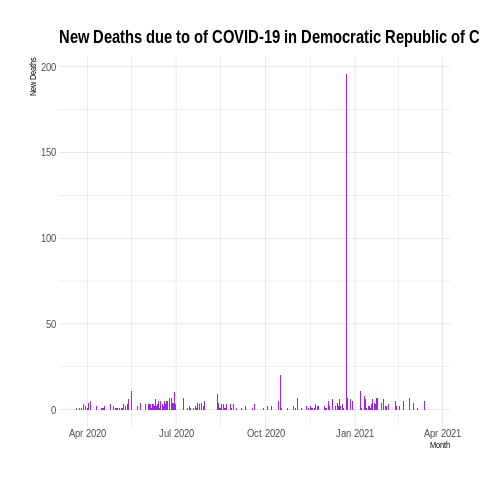 New Deaths due to of COVID-19 in Democratic Republic of C
New Deaths
200
150
100
50
0
Apr 2020 Jul 2020 Oct 2020 Jan 2021 Apr 2021
Month